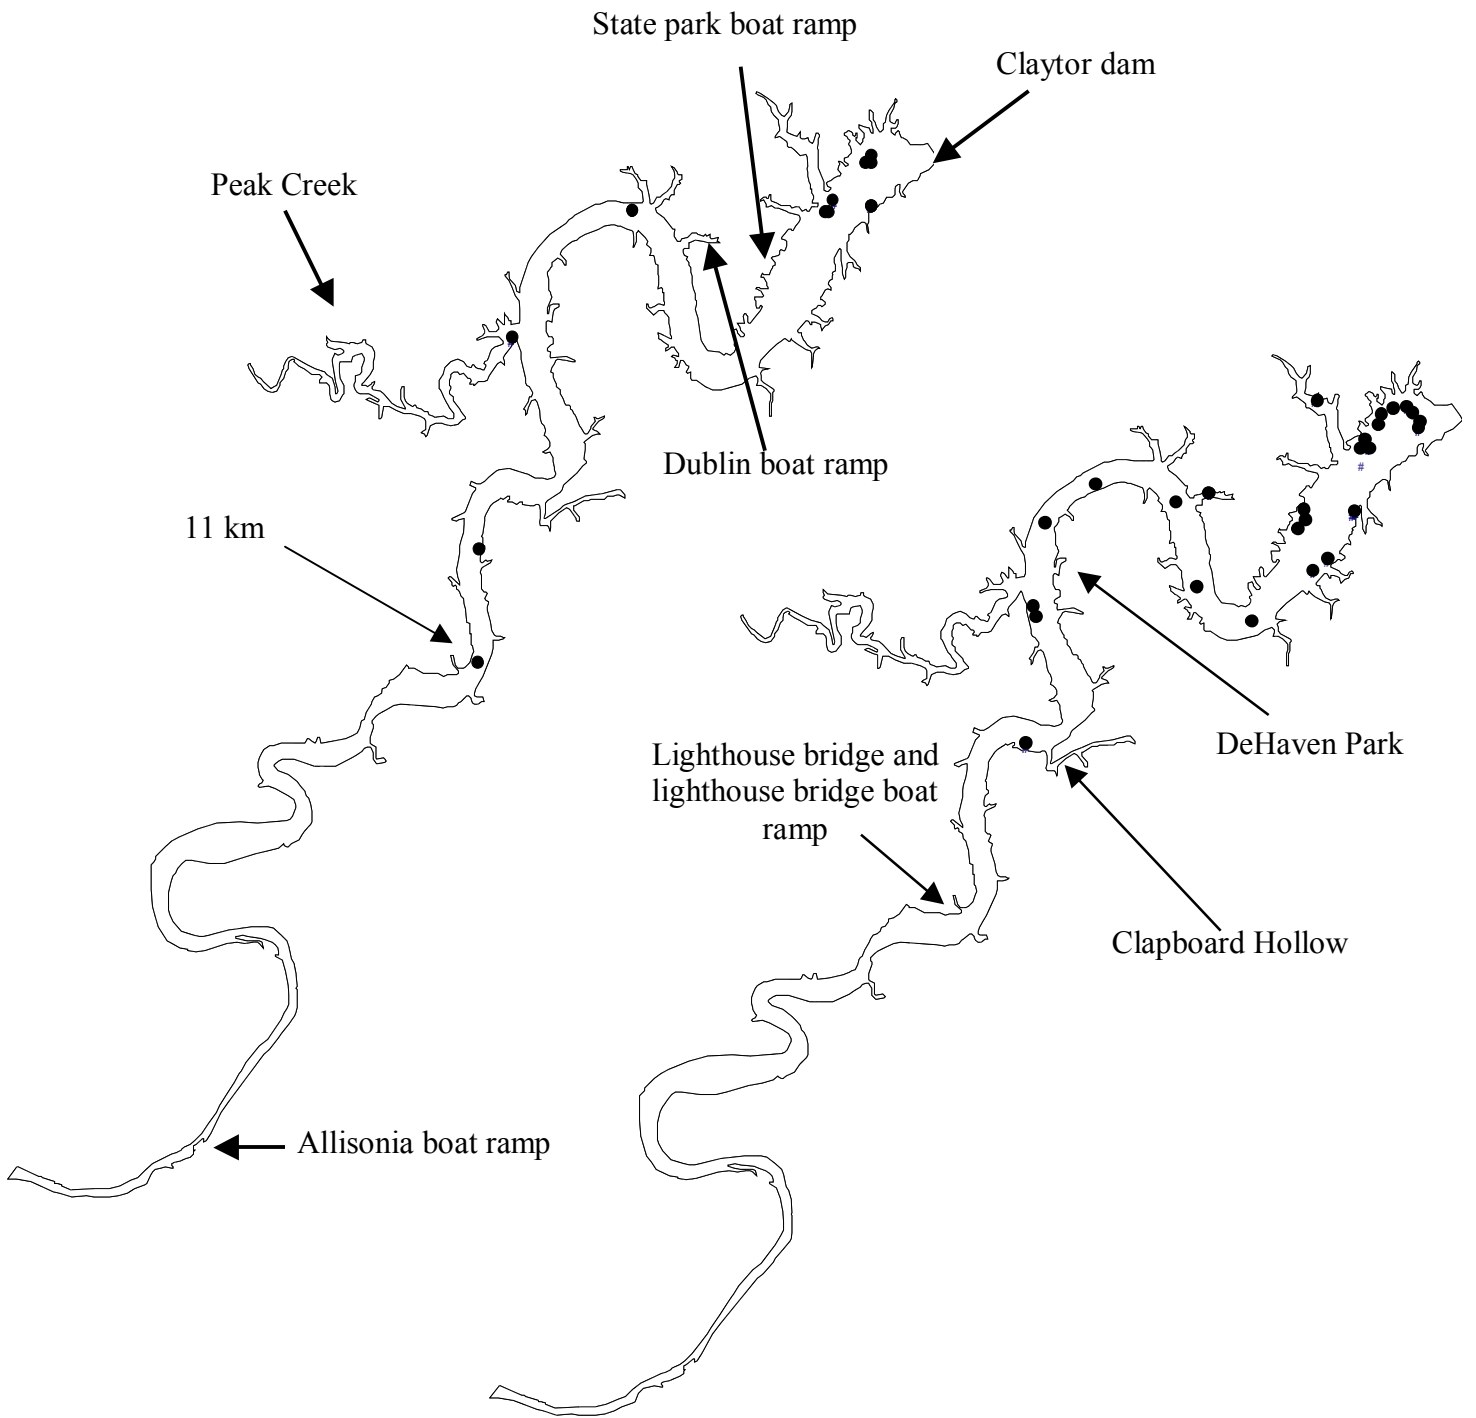 State park boat ramp
Claytor dam
Peak Creek
Dublin boat ramp
11 km
DeHaven Park
Lighthouse bridge and
lighthouse bridge boat
ramp
Clapboard Hollow
Allisonia boat ramp